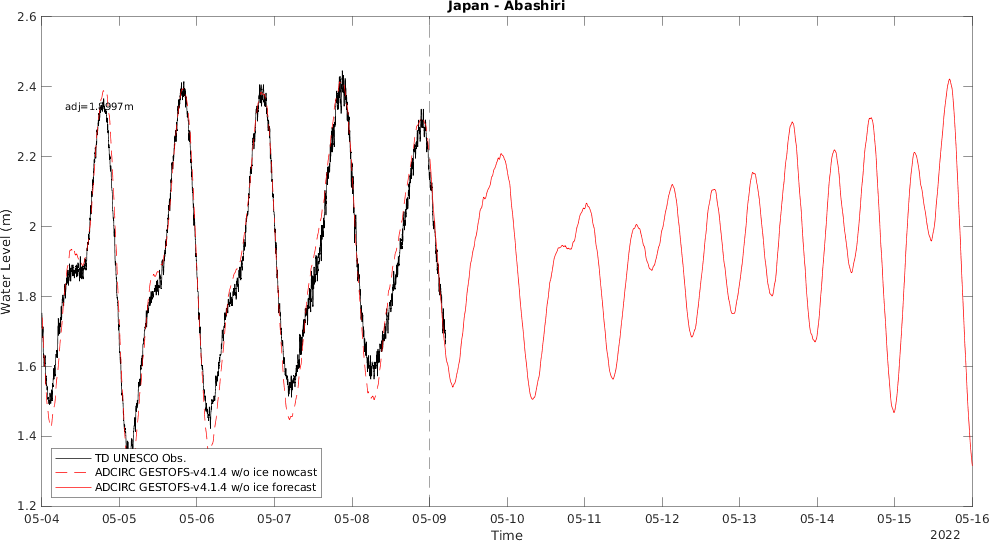 Japan - Abashiri
2.6
2.4
2.2
2
1.8
1.6
1.4
1.2
Water Level (m)
TD UNESCO Obs.
ADCIRC GESTOFS-v4.1.4 w/o ice nowcast
ADCIRC GESTOFS-v4.1.4 w/o ice forecast
05-04 05-05 05-06 05-07 05-08 05-09 05-10 05-11 05-12 05-13 05-14 05-15 05-16
Time
2022